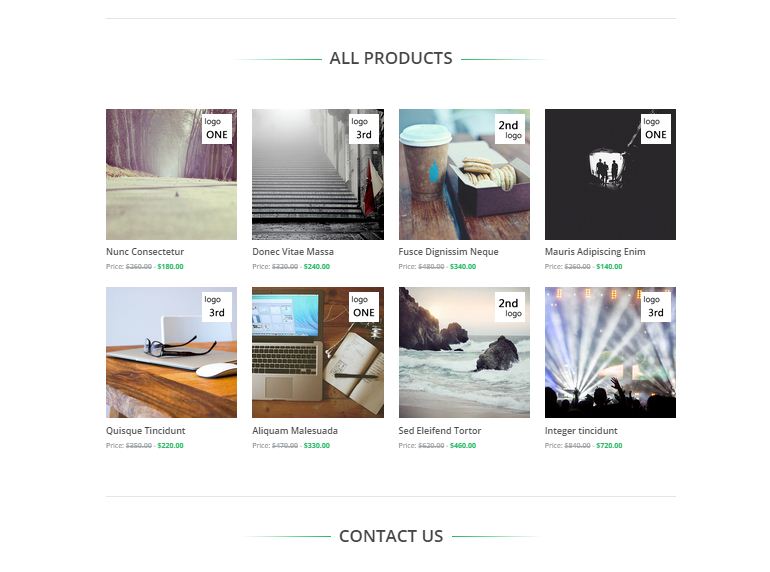 ALL PRODUCTS
logo
ONE
logo
3rd
2nd
logo
logo
ONE
Nunc Consectetur
Donec Vitae Massa
Fusce Dignissim Neque
Mauris Adipiscing Enim
Price: $260.00 - $180.00
Price: $320.00 - $240.00
Price: $480.00 - $340.00
Price: $260.00 - $140.00
logo
3rd
logo
ONE
2nd
logo
logo
3rd
Quisque Tincidunt
Aliquam Malesuada
Sed Eleifend Tortor
Integer tincidunt
Price: $350.00 - $220.00
Price: $470.00 - $330.00
Price: $620.00 - $460.00
Price: $840.00 - $720.00
CONTACT US